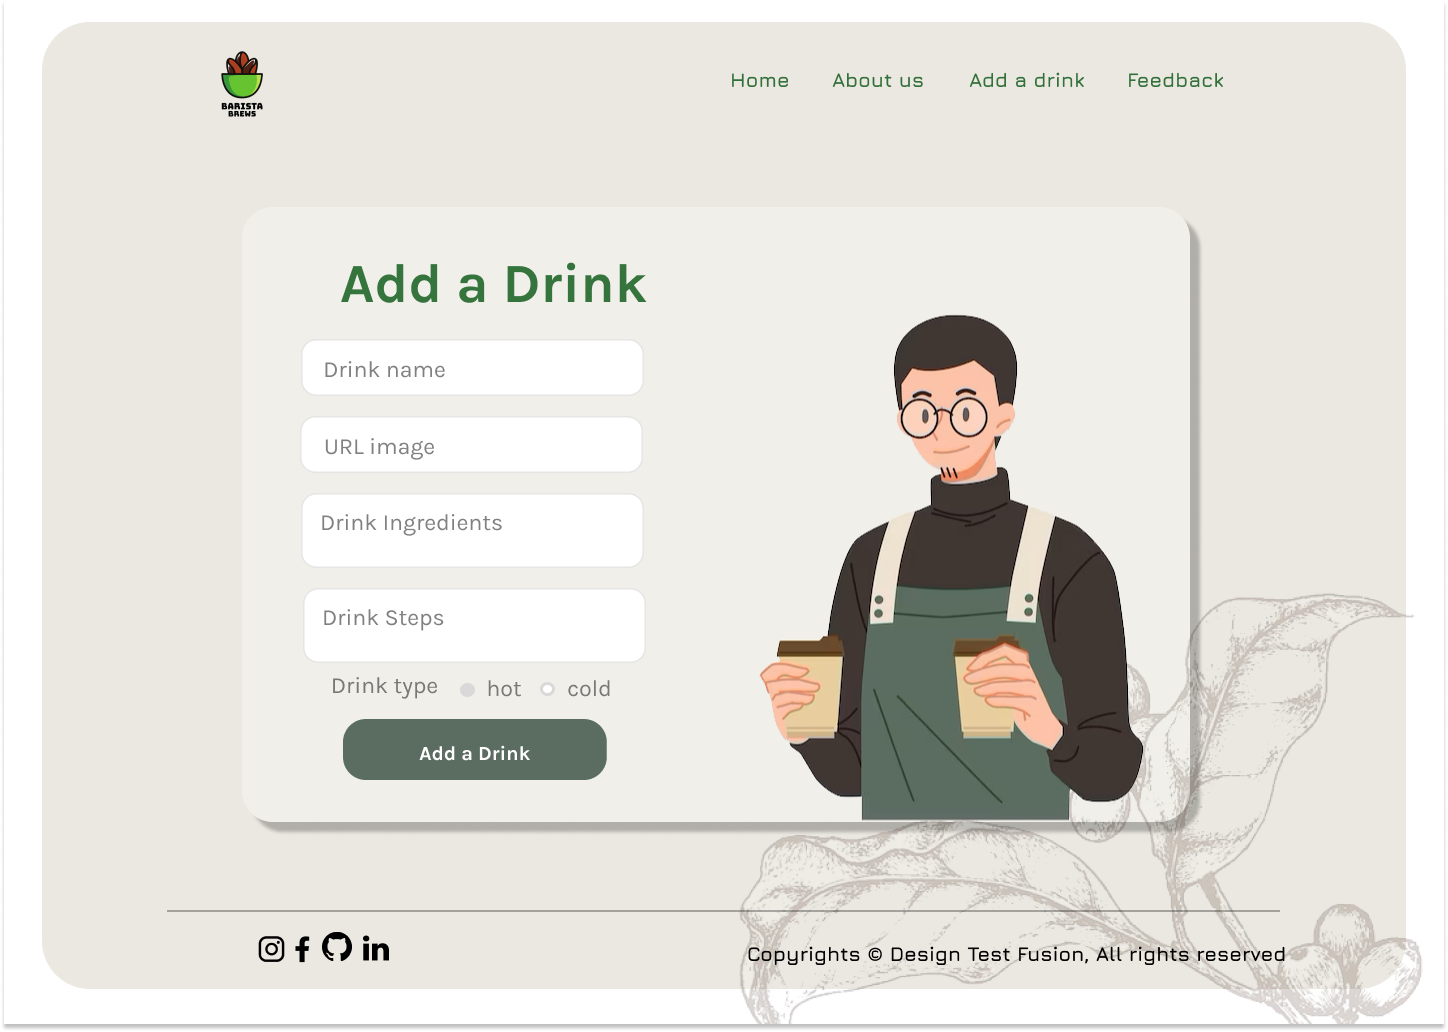 BARISTA
BREWS
Home About us Add a drink Feedback
Add a Drink
Drink name
URL image
Drink Ingredients
Drink Steps
Drink type hot cold
Add a Drink
Copyrights © Design Test Fusion, All rights reserved